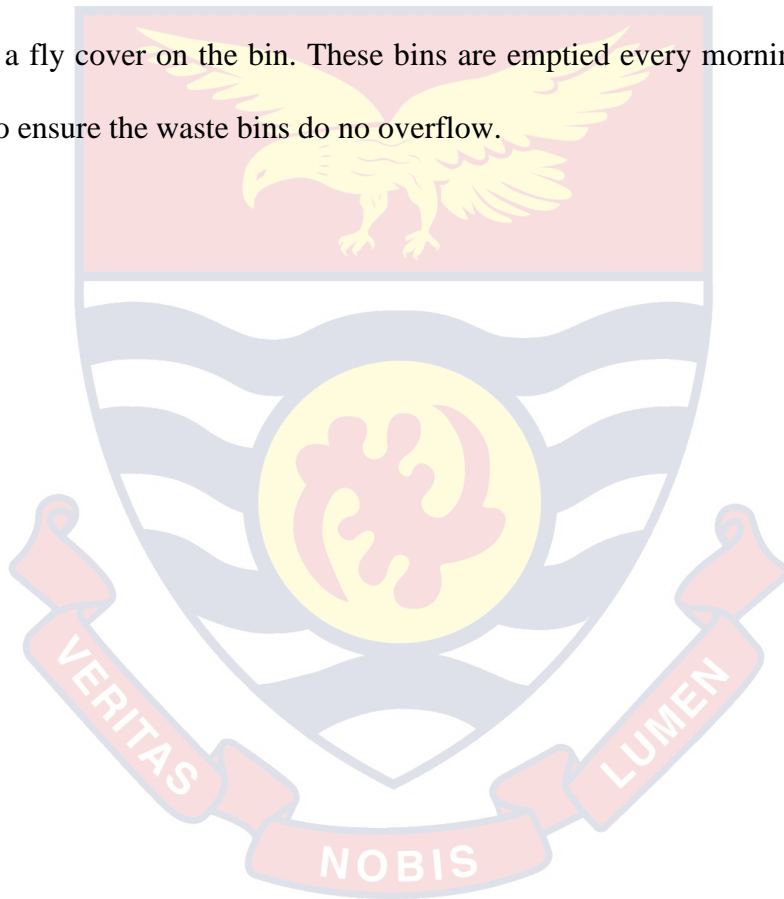 a fly cover on the bin. These bins are emptied every mornin
o ensure the waste bins do no overflow.
VERITAS
NOBIS
LUMEN